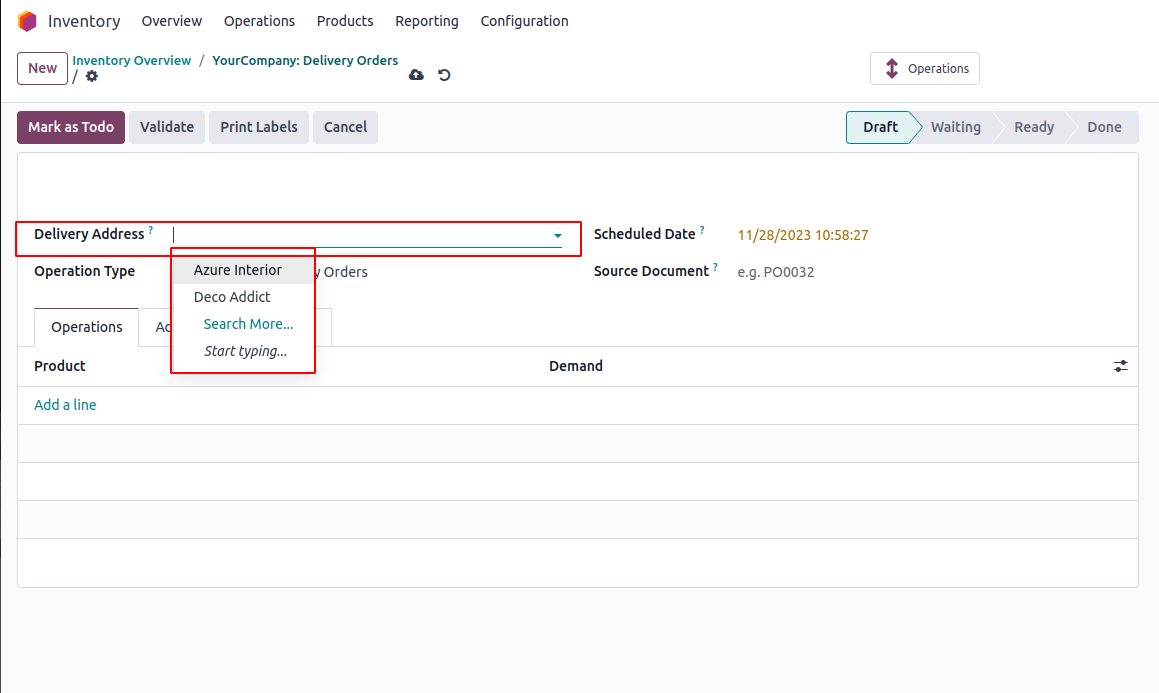 Inventory Overview Operations Products Reporting Configuration
New Inventory Overview / YourCompany: Delivery Orders
/
Operations
Mark as Todo Validate Print Labels Cancel Draft Waiting Ready Done
Delivery Address ? Scheduled Date ? 11/28/2023 10:58:27
Operation Type y Orders Source Document ? e.g. PO0032
Azure Interior
Deco Addict
Search More...
Start typing...
Operations Ad
Product Demand
Add a line